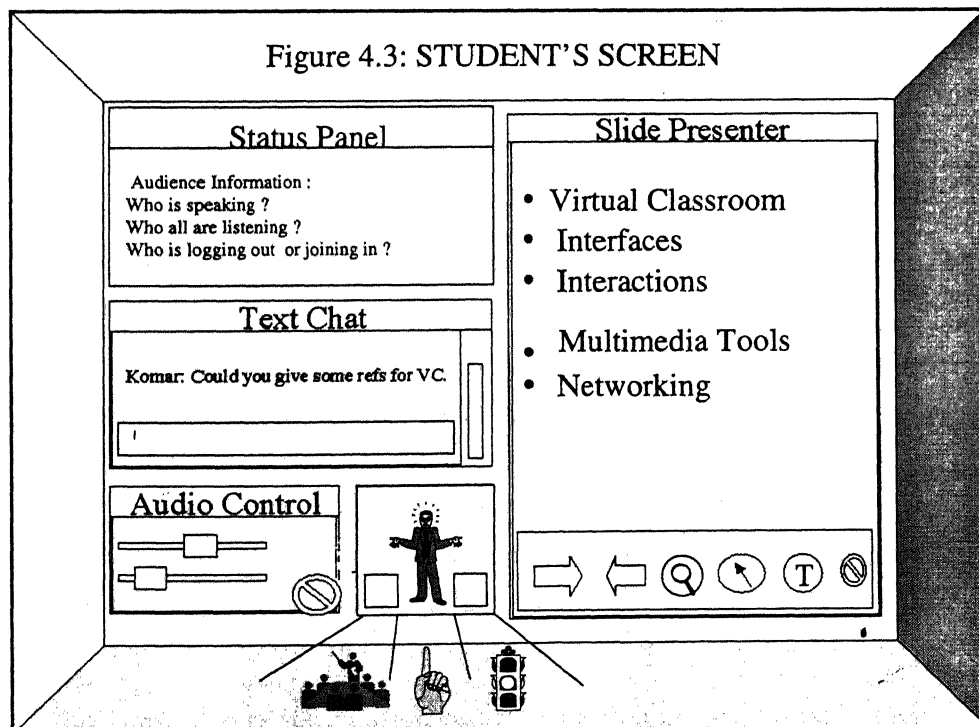 Figure 4.3: STUDENT'S SCREEN
Status Panel
Audience Information :
Who is speaking ?
Who all are listening ?
Who is logging out or joining in ?
Text Chat
Komar: Could you give some refs for VC.
Audio Control
Slide Presenter
• Virtual Classroom
• Interfaces
• Interactions
• Multimedia Tools
• Networking
T